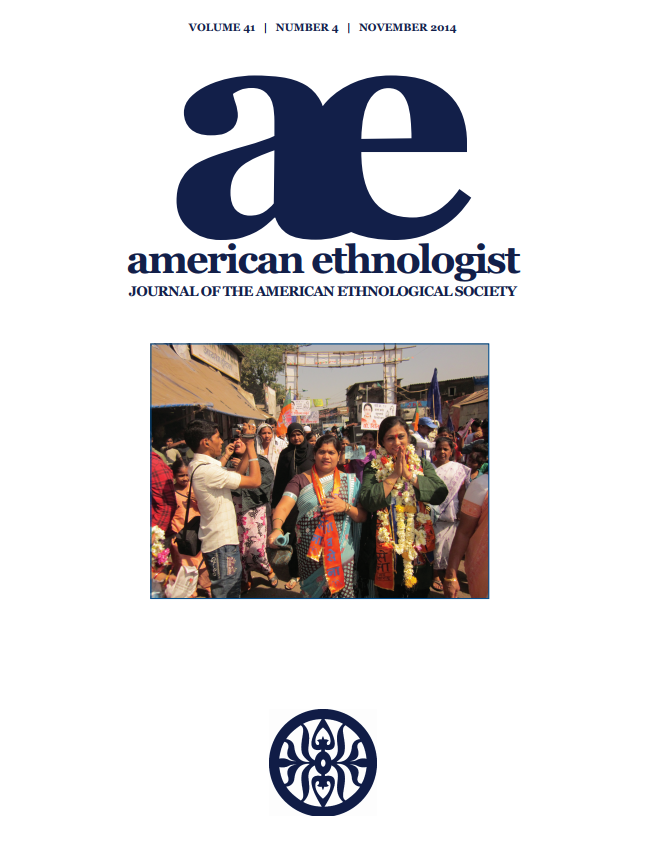 VOLUME 41 | NUMBER 4 | NOVEMBER 2014
ae
american ethnologist
JOURNAL OF THE AMERICAN ETHNOLOGICAL SOCIETY